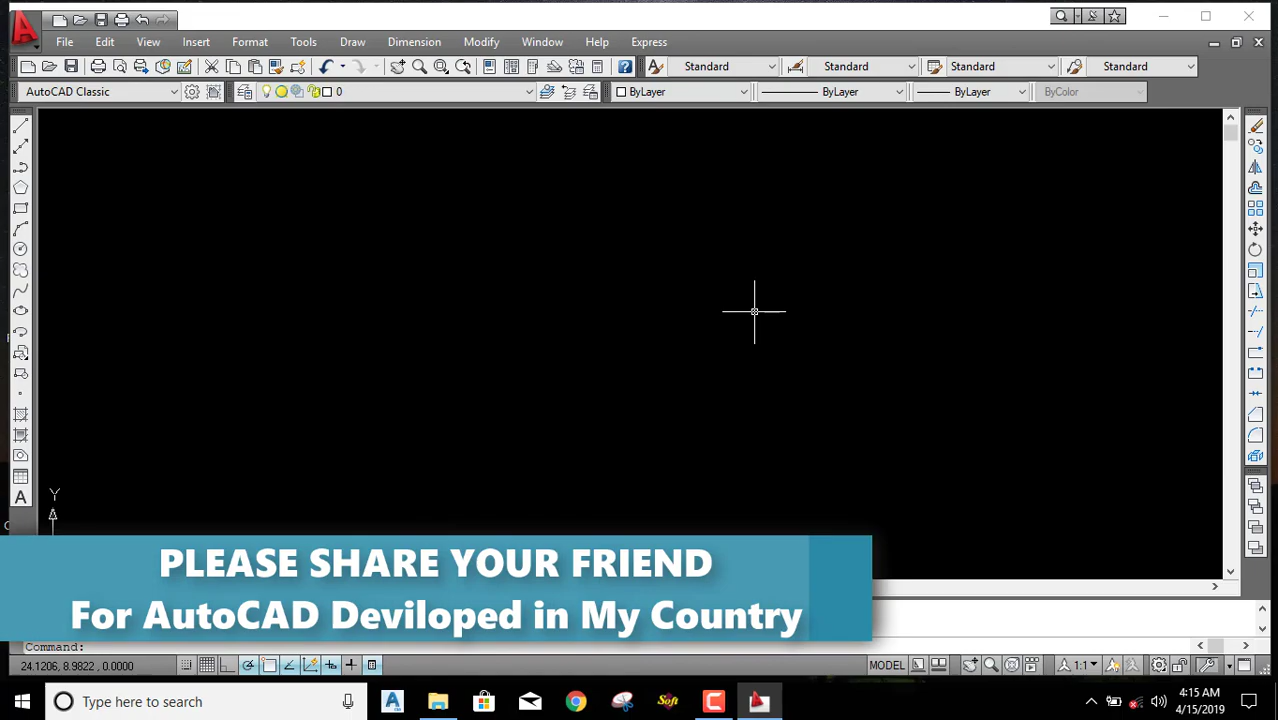 File Edit View Insert Format Tools Draw Dimension Modify Window Help Express
Standard Standard Standard Standard
AutoCAD Classic 0 ByLayer ByLayer ByLayer ByColor
Y
PLEASE SHARE YOUR FRIEND
For AutoCAD Deviloped in My Country
Command:
24.1206, 8.9822, 0.0000 MODEL 1:1
Type here to search Soft 4:15 AM
4/15/2019